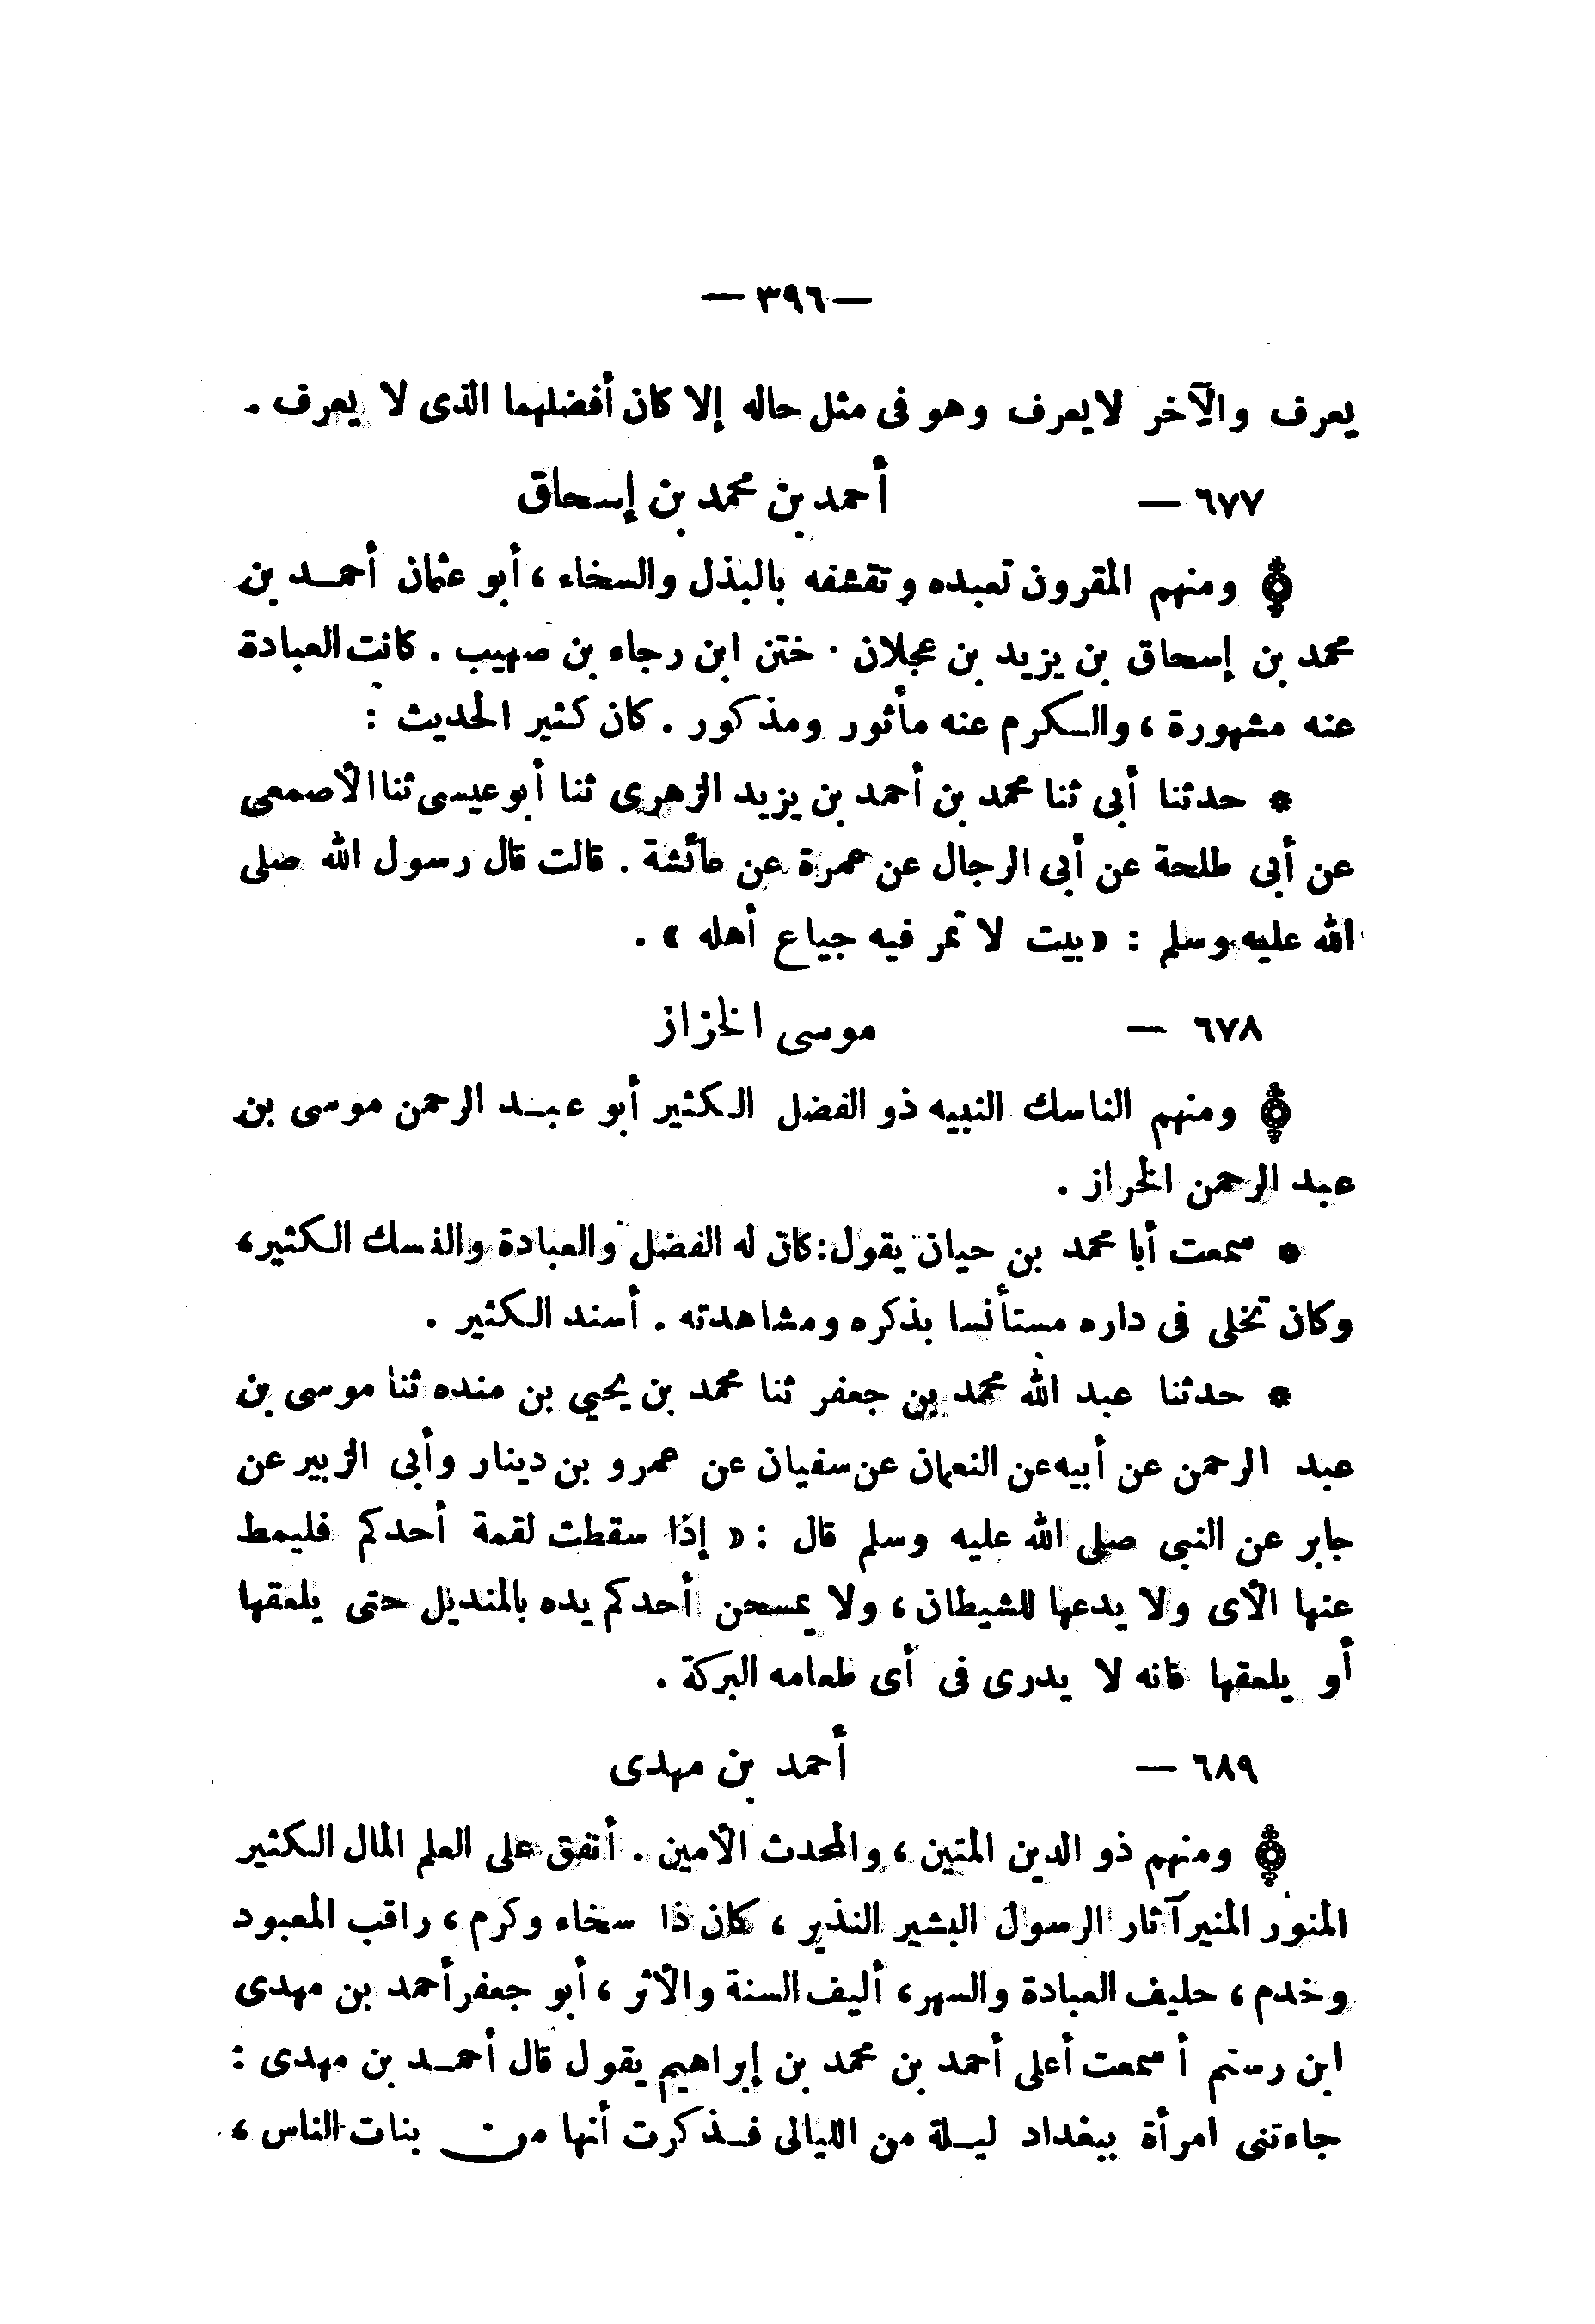 — ٣٩٦ —
يعرف والآخر لا يعرف وهو فى مثل حاله إلا كان أفضلهما الذى لا يعرف .
٦٧٧ — أحمد بن محمد بن إسحاق
ومنهم المقرون تعبده وتقشفه بالبذل والسخاء ، أبو عثمان أحمد بن
محمد بن إسحاق بن يزيد بن عجلان . ختن ابن رجاء بن صهيب . كانت العبادة
عنه مشهورة ، والكرم عنه مأثور ومذكور . كان كثير الحديث :
* حدثنا أبى ثنا محمد بن أحمد بن يزيد الزهرى ثنا أبو عيسى ثنا الأصمعى
عن أبى طلحة عن أبى الرجال عن عمرة عن عائشة . قالت قال رسول الله صلى
الله عليه وسلم : « بيت لا تمر فيه جياع أهله » .
٦٧٨ — موسى الخزاز
ومنهم الناسك النبيه ذو الفضل الكثير أبو عبد الرحمن موسى بن
عبد الرحمن الخراز .
* سمعت أبا محمد بن حيان يقول : كان له الفضل والعبادة والنسك الكثير ،
وكان تخلى فى داره مستأنسا بذكره ومشاهدته . أسند الكثير .
* حدثنا عبد الله محمد بن جعفر ثنا محمد بن يحيى بن منده ثنا موسى بن
عبد الرحمن عن أبيه عن النعمان عن سفيان عن عمرو بن دينار وأبى الزبير عن
جابر عن النبى صلى الله عليه وسلم قال : « إذا سقطت لقمة أحدكم فليمط
عنها الأى ولا يدعها للشيطان ، ولا يمسحن أحدكم يده بالمنديل حتى يلعقها
أو يلعقها فانه لا يدرى فى أى طعامه البركة .
٦٨٩ — أحمد بن مهدى
ومنهم ذو الدين المتين ، والمحدث الأمين . أنفق على العلم المال الكثير
المنور المنير آثار الرسول البشير النذير ، كان ذا سخاء وكرم ، راقب المعبود
وخدم ، حليف العبادة والسهر ، أليف السنة والأثر ، أبو جعفر أحمد بن مهدى
ابن رستم أ سمعت أعلى أحمد بن محمد بن إبراهيم يقول قال أحمد بن مهدى :
جاءتنى امرأة ببغداد ليلة من الليالى فذكرت أنها من بنات الناس ،